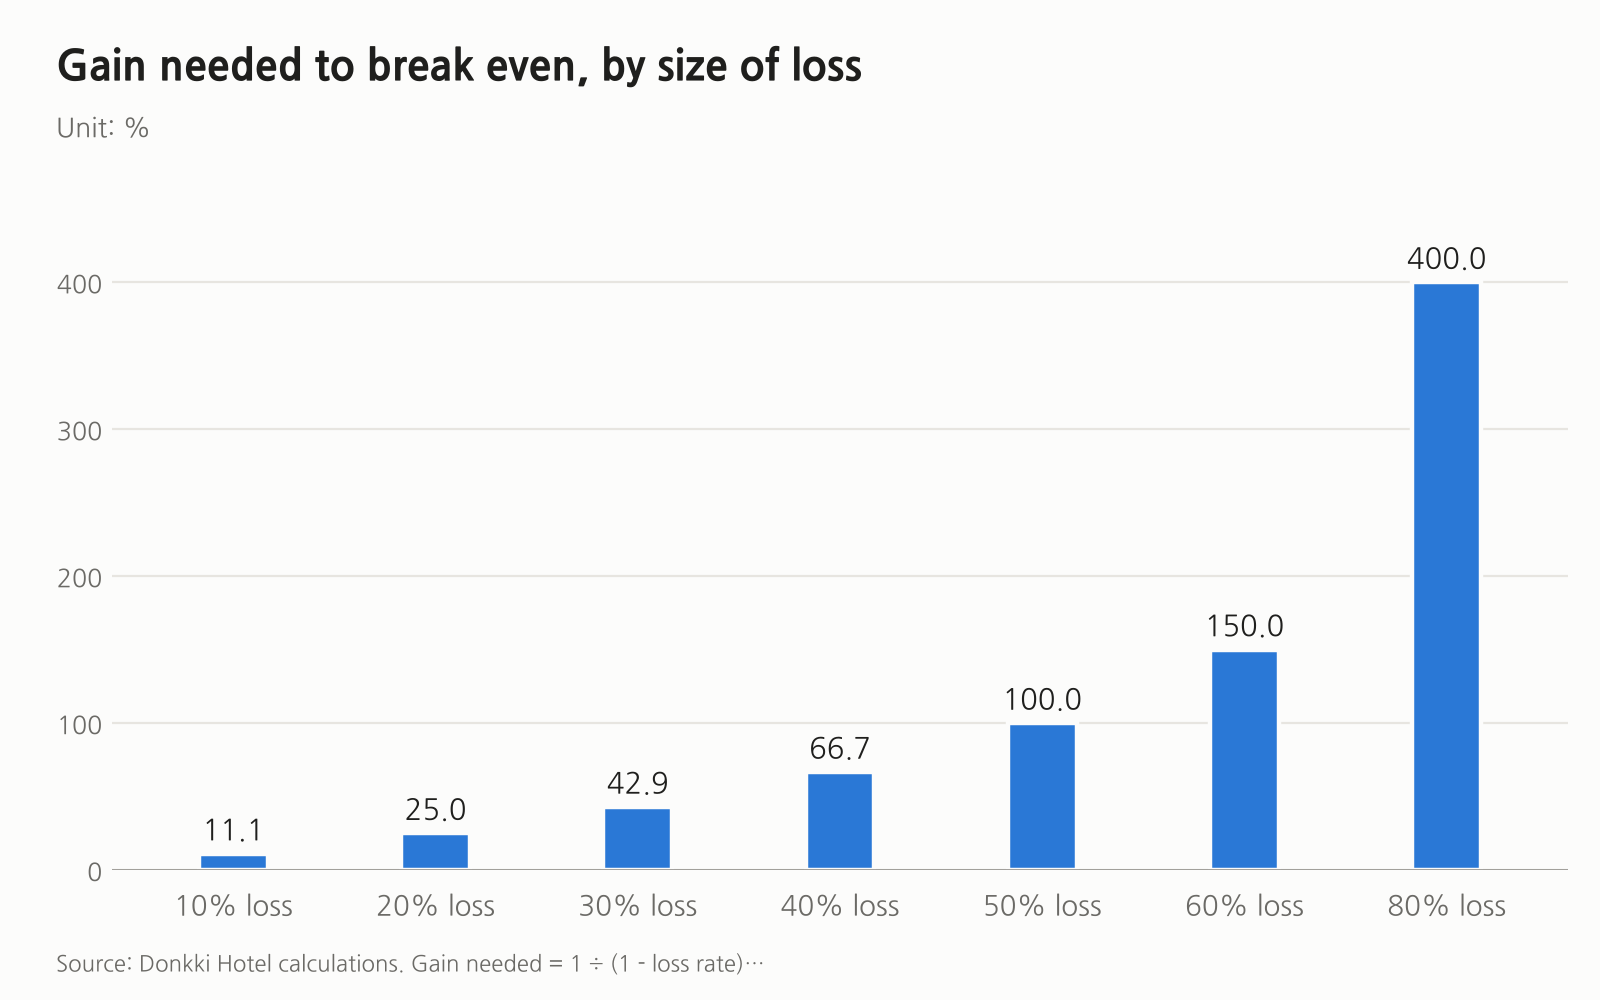 Gain needed to break even, by size of loss
Unit: %
400
300
200
100
0
11.1
25.0
42.9
66.7
100.0
150.0
400.0
10% loss
20% loss
30% loss
40% loss
50% loss
60% loss
80% loss
Source: Donkki Hotel calculations. Gain needed = 1 ÷ (1 - loss rate)…